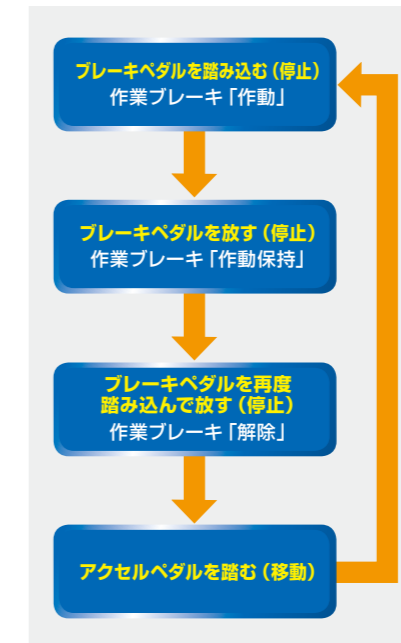 ブレーキペダルを踏み込む（停止）
作業ブレーキ「作動」
ブレーキペダルを放す（停止）
作業ブレーキ「作動保持」
ブレーキペダルを再度
踏み込んで放す（停止）
作業ブレーキ「解除」
アクセルペダルを踏む（移動）